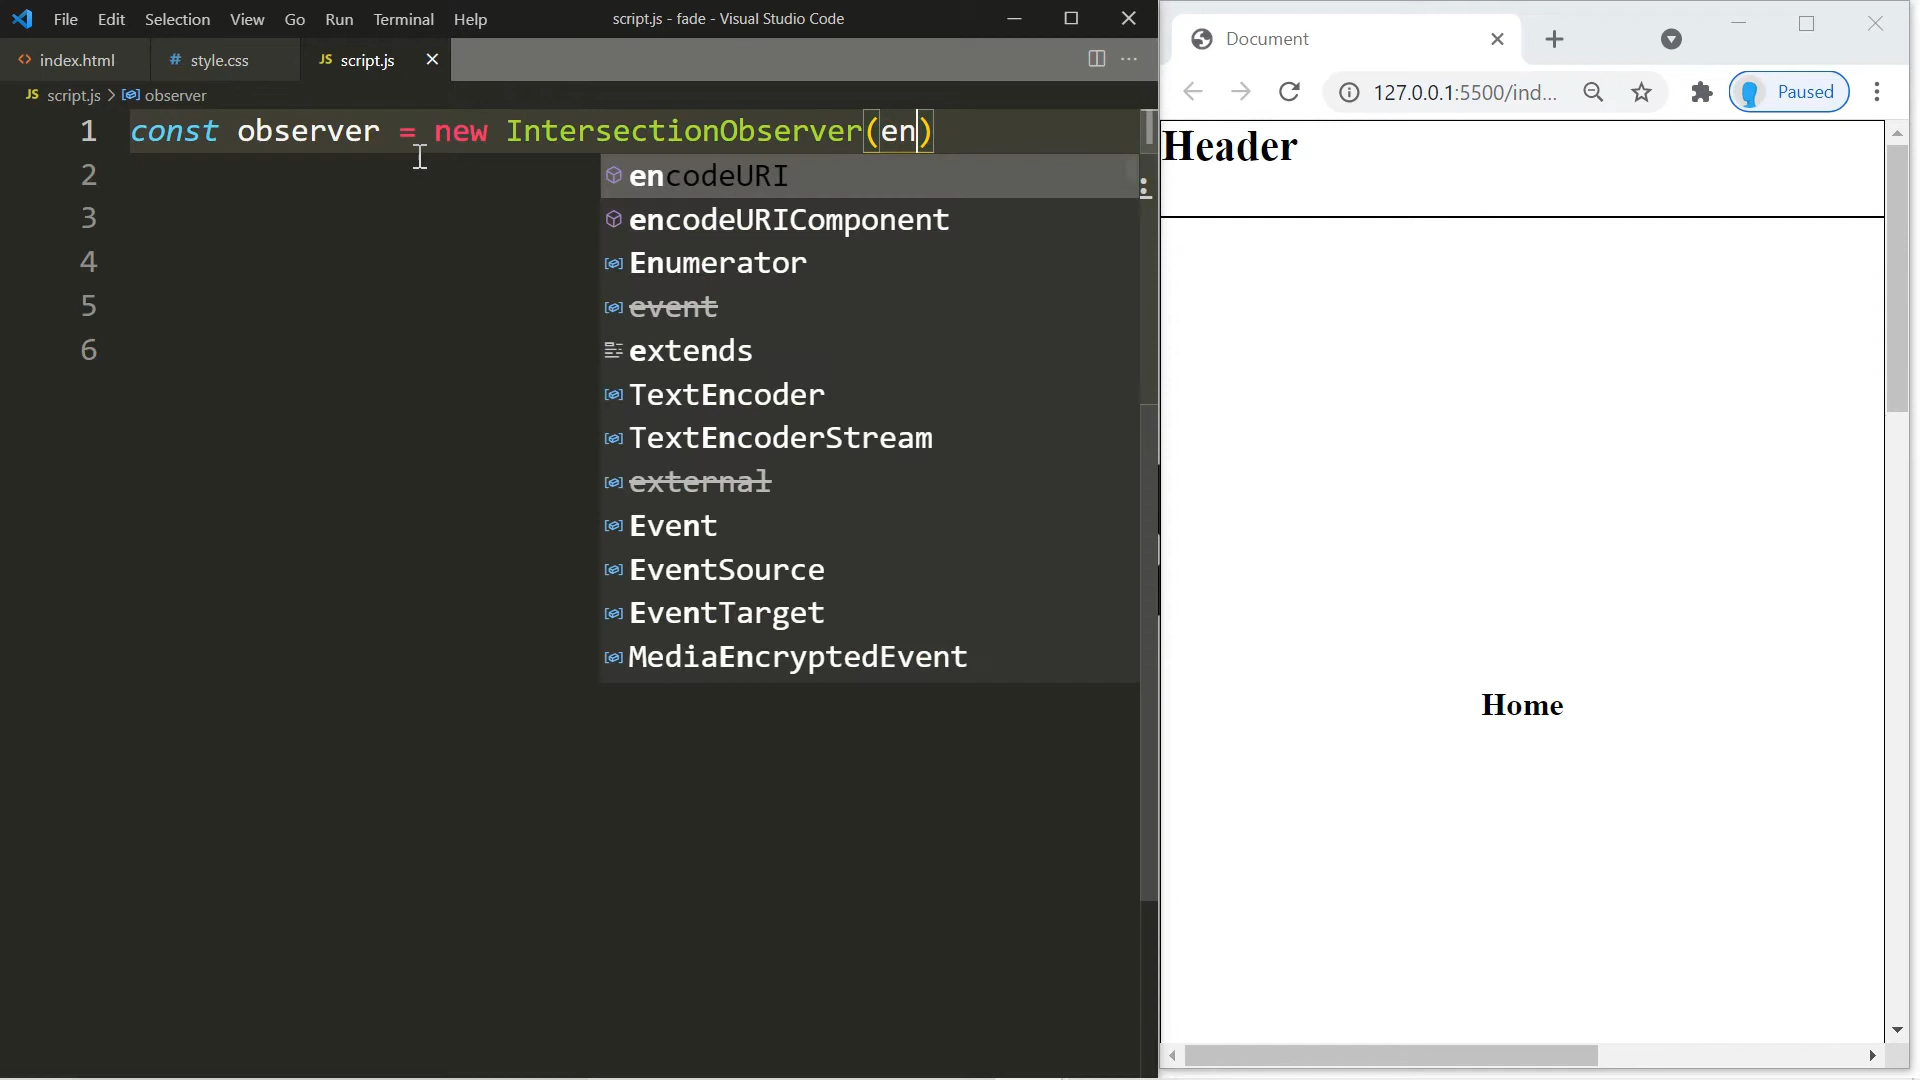 File Edit Selection View Go Run Terminal Help script.js - fade - Visual Studio Code
<> index.html # style.css JS script.js
JS script.js > observer
1 const observer = new IntersectionObserver(en)
2
3
4
5
6
encodeURI
encodeURIComponent
Enumerator
event
extends
TextEncoder
TextEncoderStream
external
Event
EventSource
EventTarget
MediaEncryptedEvent
Document
127.0.0.1:5500/ind... Paused
Header
Home